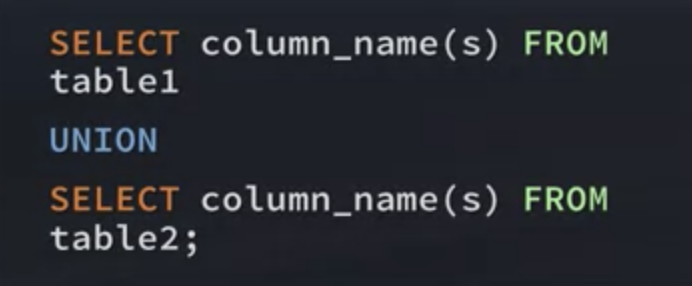 SELECT column_name(s) FROM
table1
UNION
SELECT column_name(s) FROM
table2;